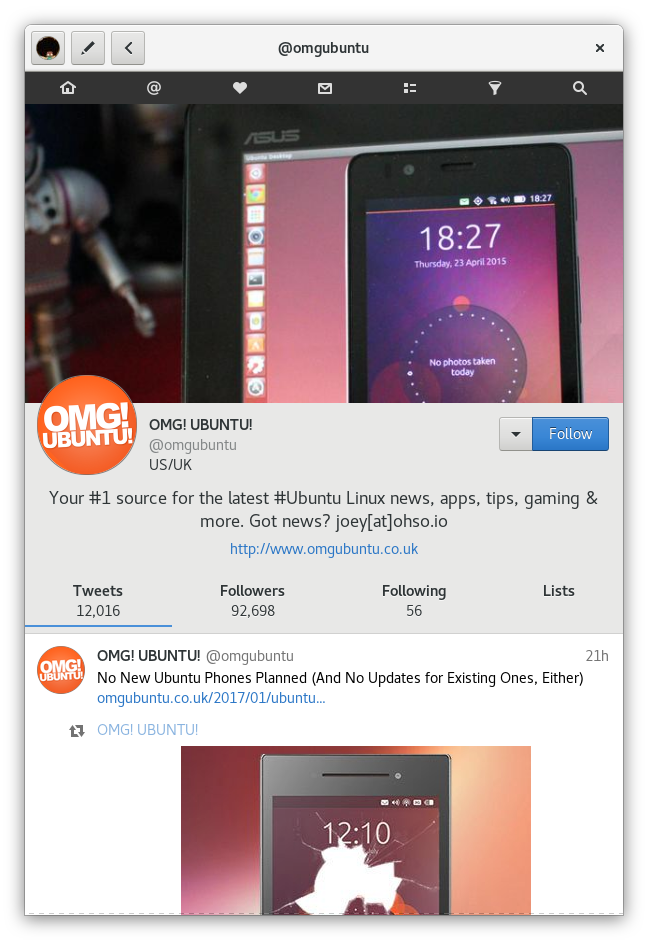 @omgubuntu
ASUS
Ubuntu Desktop
18:27
18:27
Thursday, 23 April 2015
No photos taken
today
OMG!
UBUNTU!
OMG! UBUNTU!
@omgubuntu
US/UK
Follow
Your #1 source for the latest #Ubuntu Linux news, apps, tips, gaming &
more. Got news? joey[at]ohso.io
http://www.omgubuntu.co.uk
Tweets Followers Following Lists
12,016 92,698 56
OMG!
UBUNTU!
OMG! UBUNTU! @omgubuntu 21h
No New Ubuntu Phones Planned (And No Updates for Existing Ones, Either)
omgubuntu.co.uk/2017/01/ubuntu...
OMG! UBUNTU!
12:10